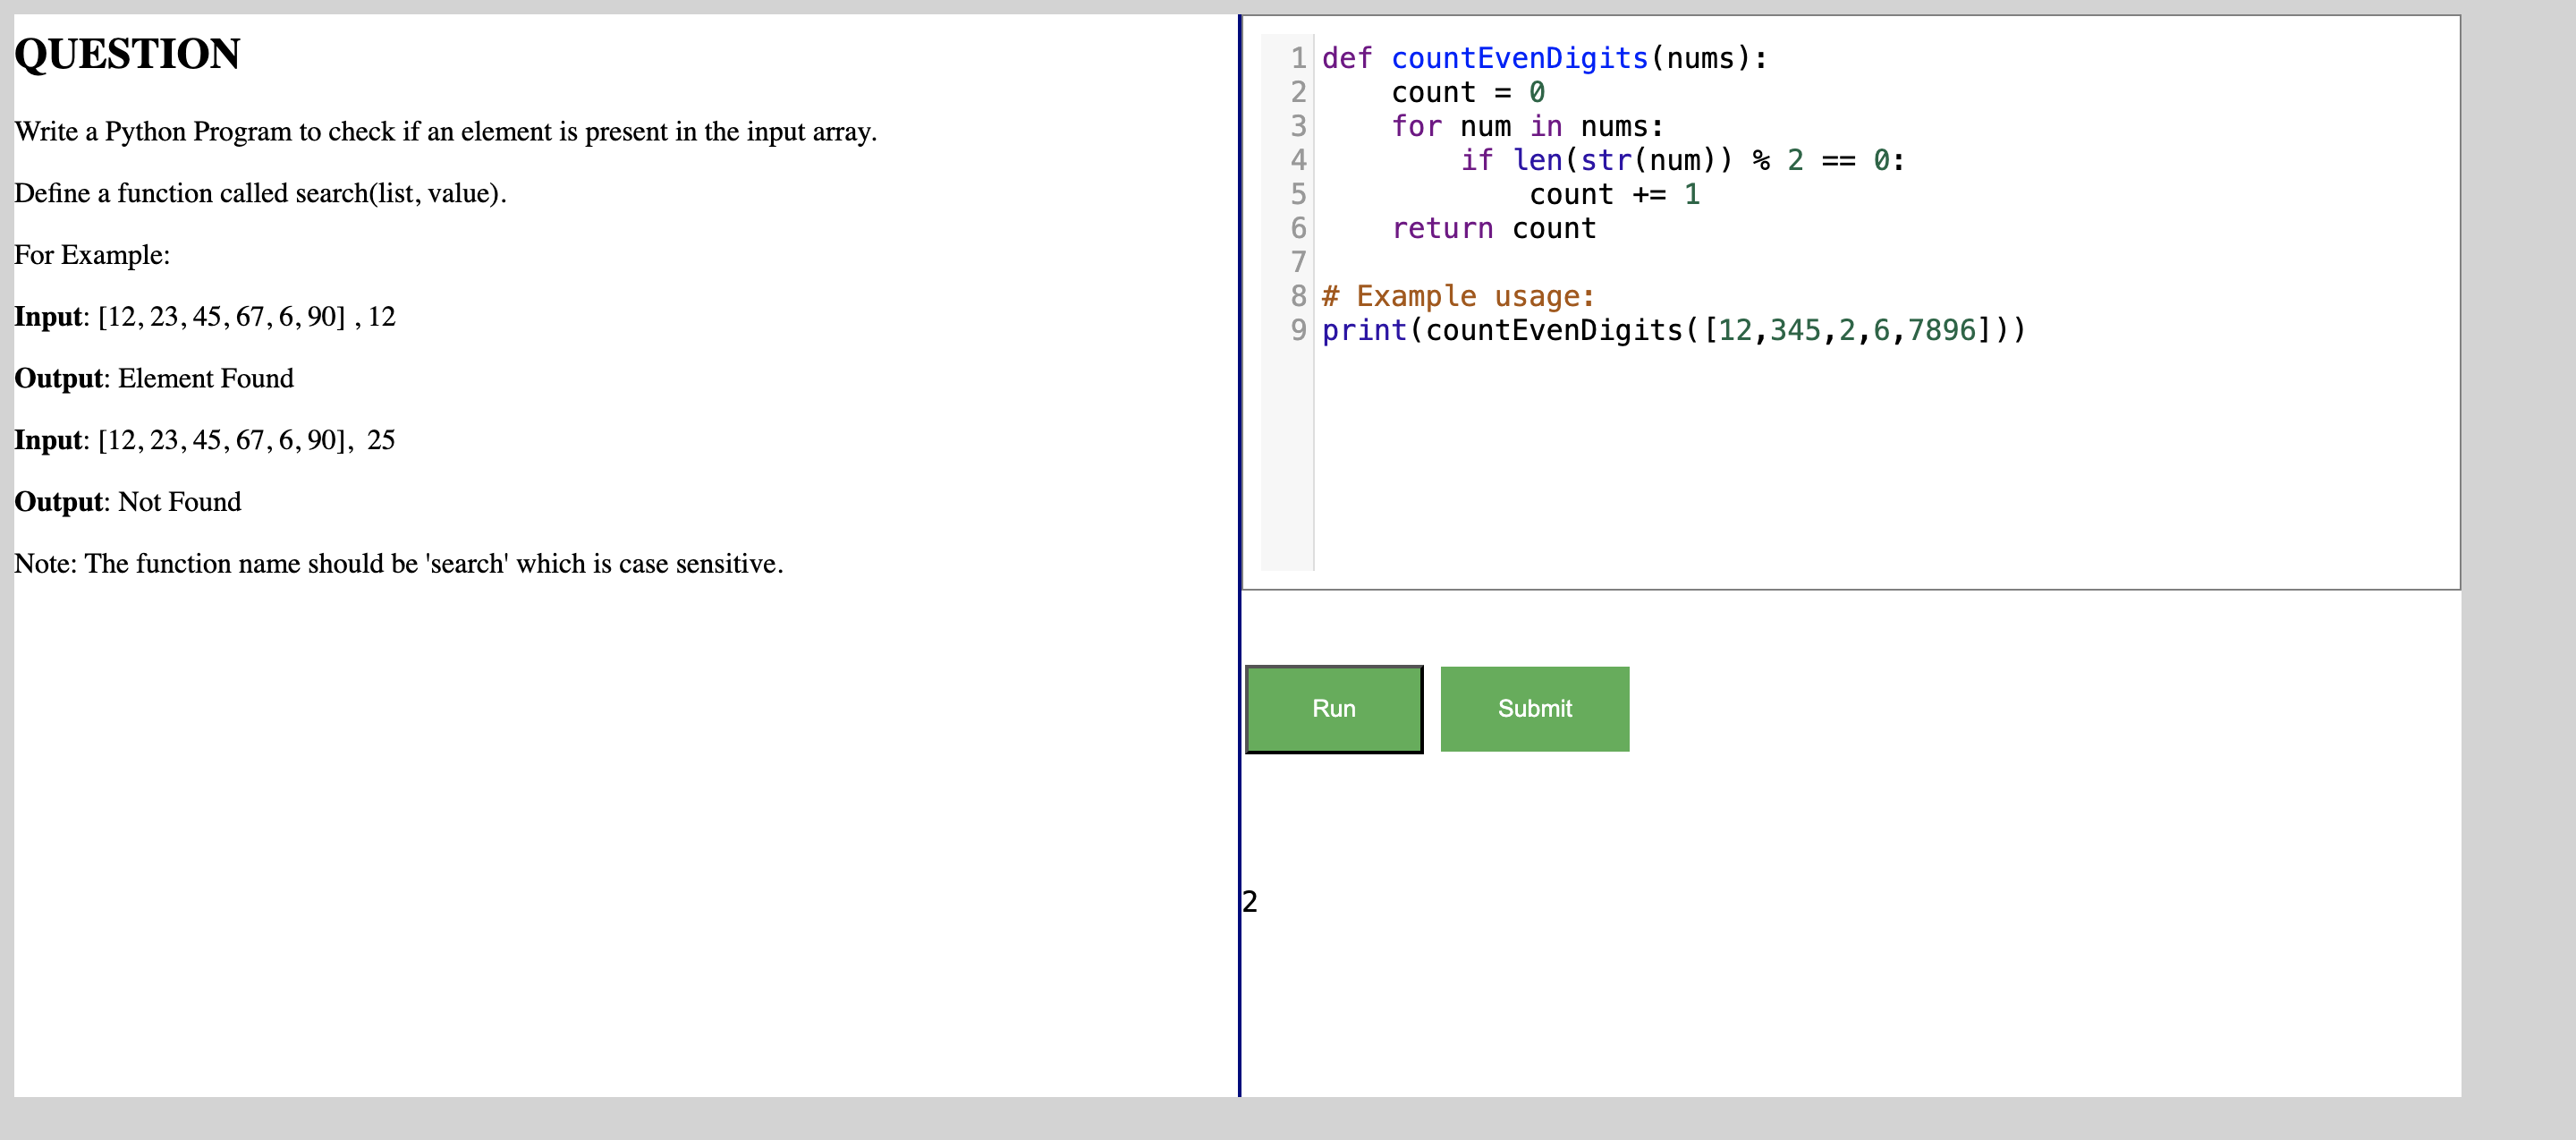 QUESTION
Write a Python Program to check if an element is present in the input array.
Define a function called search(list, value).
For Example:
Input: [12, 23, 45, 67, 6, 90] , 12
Output: Element Found
Input: [12, 23, 45, 67, 6, 90],  25
Output: Not Found
Note: The function name should be 'search' which is case sensitive.
1 def countEvenDigits(nums):
2     count = 0
3     for num in nums:
4         if len(str(num)) % 2 == 0:
5             count += 1
6     return count
7
8 # Example usage:
9 print(countEvenDigits([12,345,2,6,7896]))
Run Submit
2